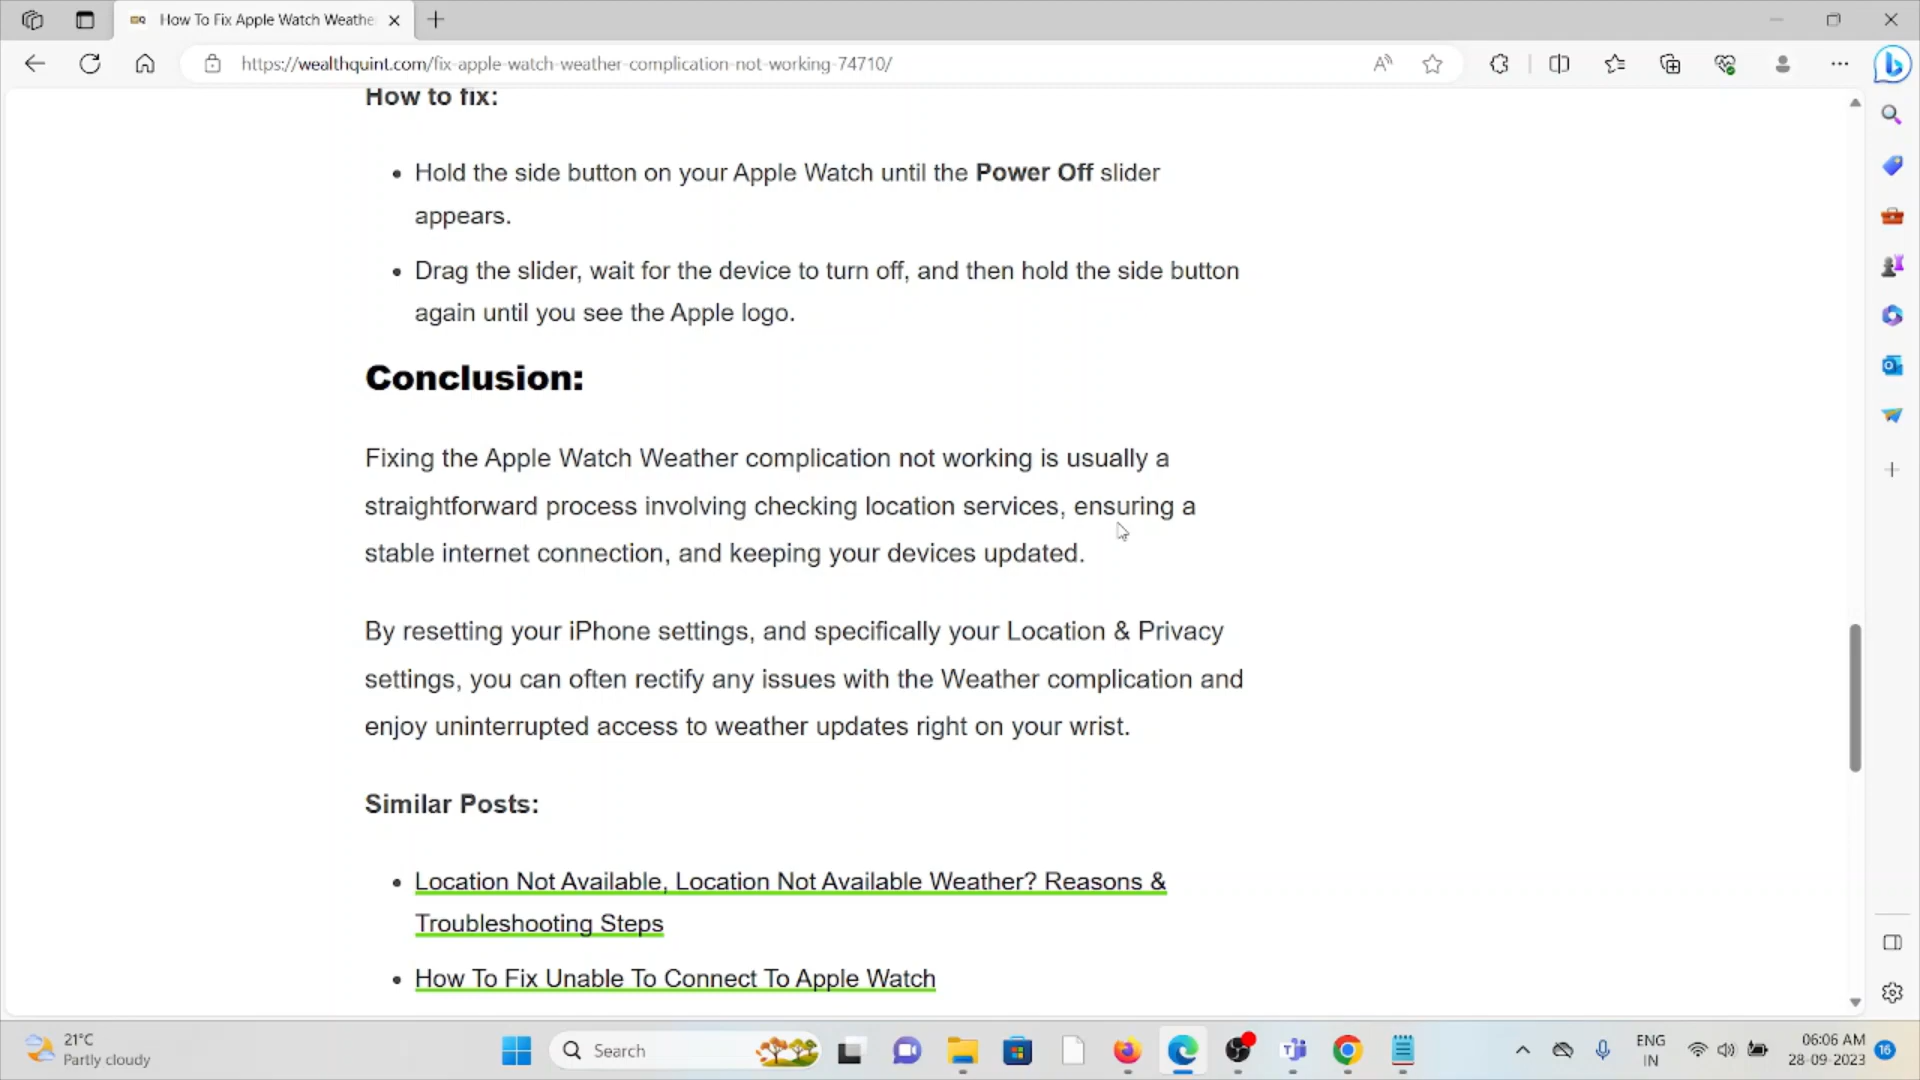 How To Fix Apple Watch Weathe
https://wealthquint.com/fix-apple-watch-weather-complication-not-working-74710/
How to fix:
Hold the side button on your Apple Watch until the Power Off slider
appears.
Drag the slider, wait for the device to turn off, and then hold the side button
again until you see the Apple logo.
Conclusion:
Fixing the Apple Watch Weather complication not working is usually a
straightforward process involving checking location services, ensuring a
stable internet connection, and keeping your devices updated.
By resetting your iPhone settings, and specifically your Location & Privacy
settings, you can often rectify any issues with the Weather complication and
enjoy uninterrupted access to weather updates right on your wrist.
Similar Posts:
Location Not Available, Location Not Available Weather? Reasons &
Troubleshooting Steps
How To Fix Unable To Connect To Apple Watch
21°C
Partly cloudy
Search
ENG
IN
06:06 AM
28-09-2023
16